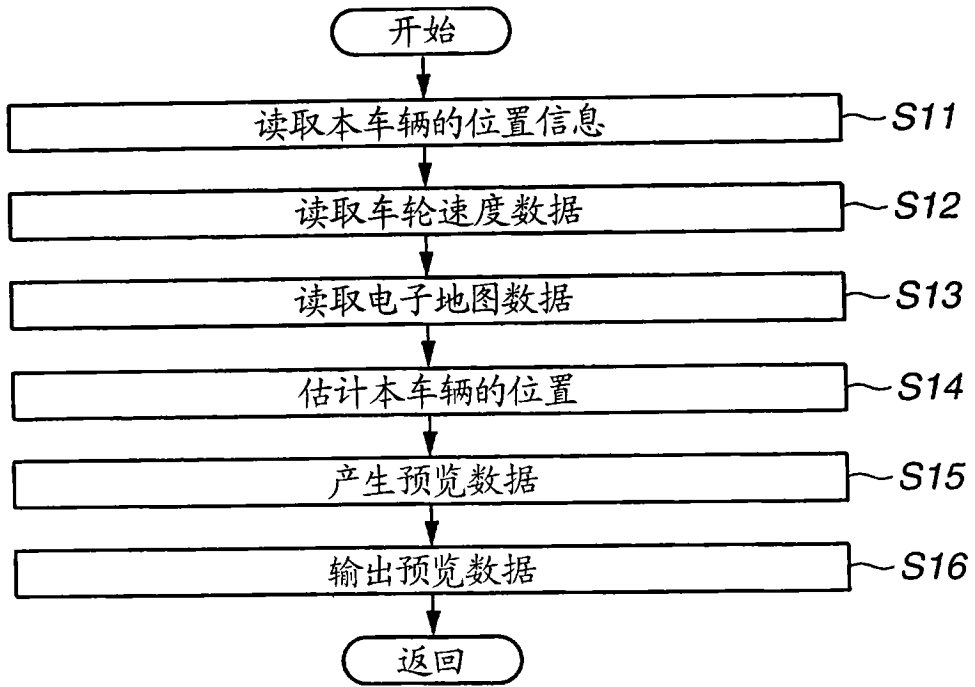 开始
读取本车辆的位置信息
S11
读取车轮速度数据
S12
读取电子地图数据
S13
估计本车辆的位置
S14
产生预览数据
S15
输出预览数据
S16
返回